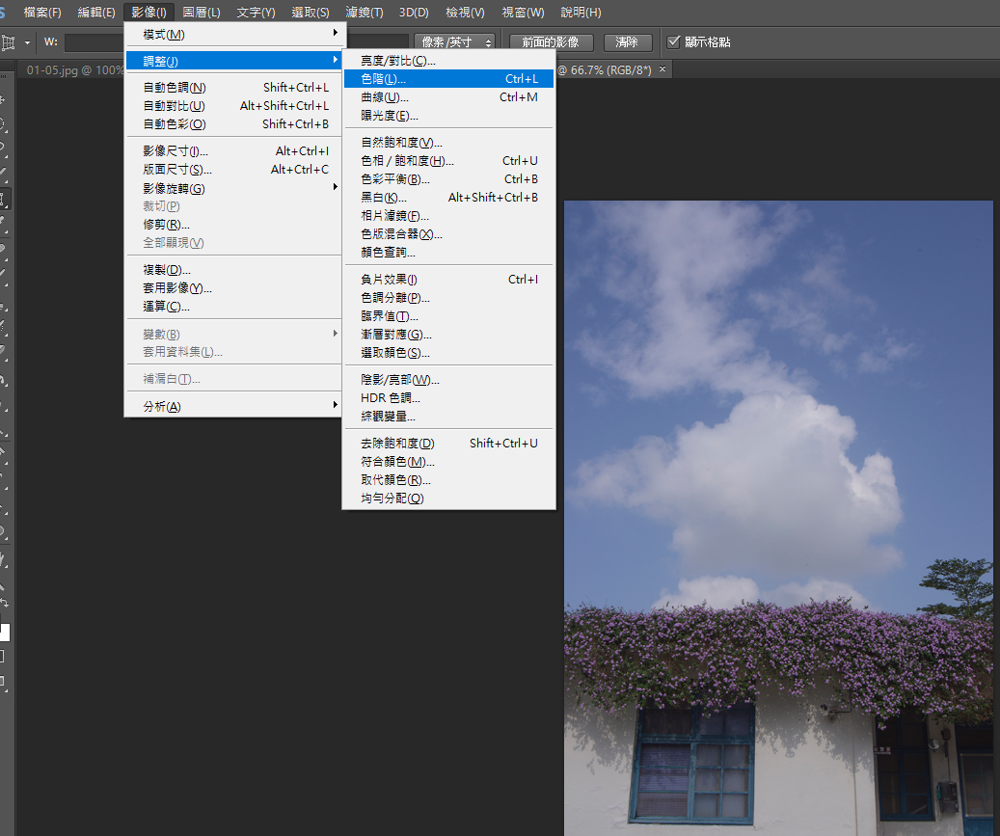 檔案(F) 編輯(E) 影像(I) 圖層(L) 文字(Y) 選取(S) 濾鏡(T) 3D(D) 檢視(V) 視窗(W) 說明(H)
W: 像素/英寸 前面的影像 清除 顯示格點
01-05.jpg @ 100% @ 66.7% (RGB/8*) ×
模式(M)
調整(J)
自動色調(N) Shift+Ctrl+L
自動對比(U) Alt+Shift+Ctrl+L
自動色彩(O) Shift+Ctrl+B
影像尺寸(I)... Alt+Ctrl+I
版面尺寸(S)... Alt+Ctrl+C
影像旋轉(G)
裁切(P)
修剪(R)...
全部顯現(V)
複製(D)...
套用影像(Y)...
運算(C)...
變數(B)
套用資料集(L)...
補漏白(T)...
分析(A)
亮度/對比(C)...
色階(L)... Ctrl+L
曲線(U)... Ctrl+M
曝光度(E)...
自然飽和度(V)...
色相/飽和度(H)... Ctrl+U
色彩平衡(B)... Ctrl+B
黑白(K)... Alt+Shift+Ctrl+B
相片濾鏡(F)...
色版混合器(X)...
顏色查詢...
負片效果(I) Ctrl+I
色調分離(P)...
臨界值(T)...
漸層對應(G)...
選取顏色(S)...
陰影/亮部(W)...
HDR 色調...
綜觀變量...
去除飽和度(D) Shift+Ctrl+U
符合顏色(M)...
取代顏色(R)...
均勻分配(Q)